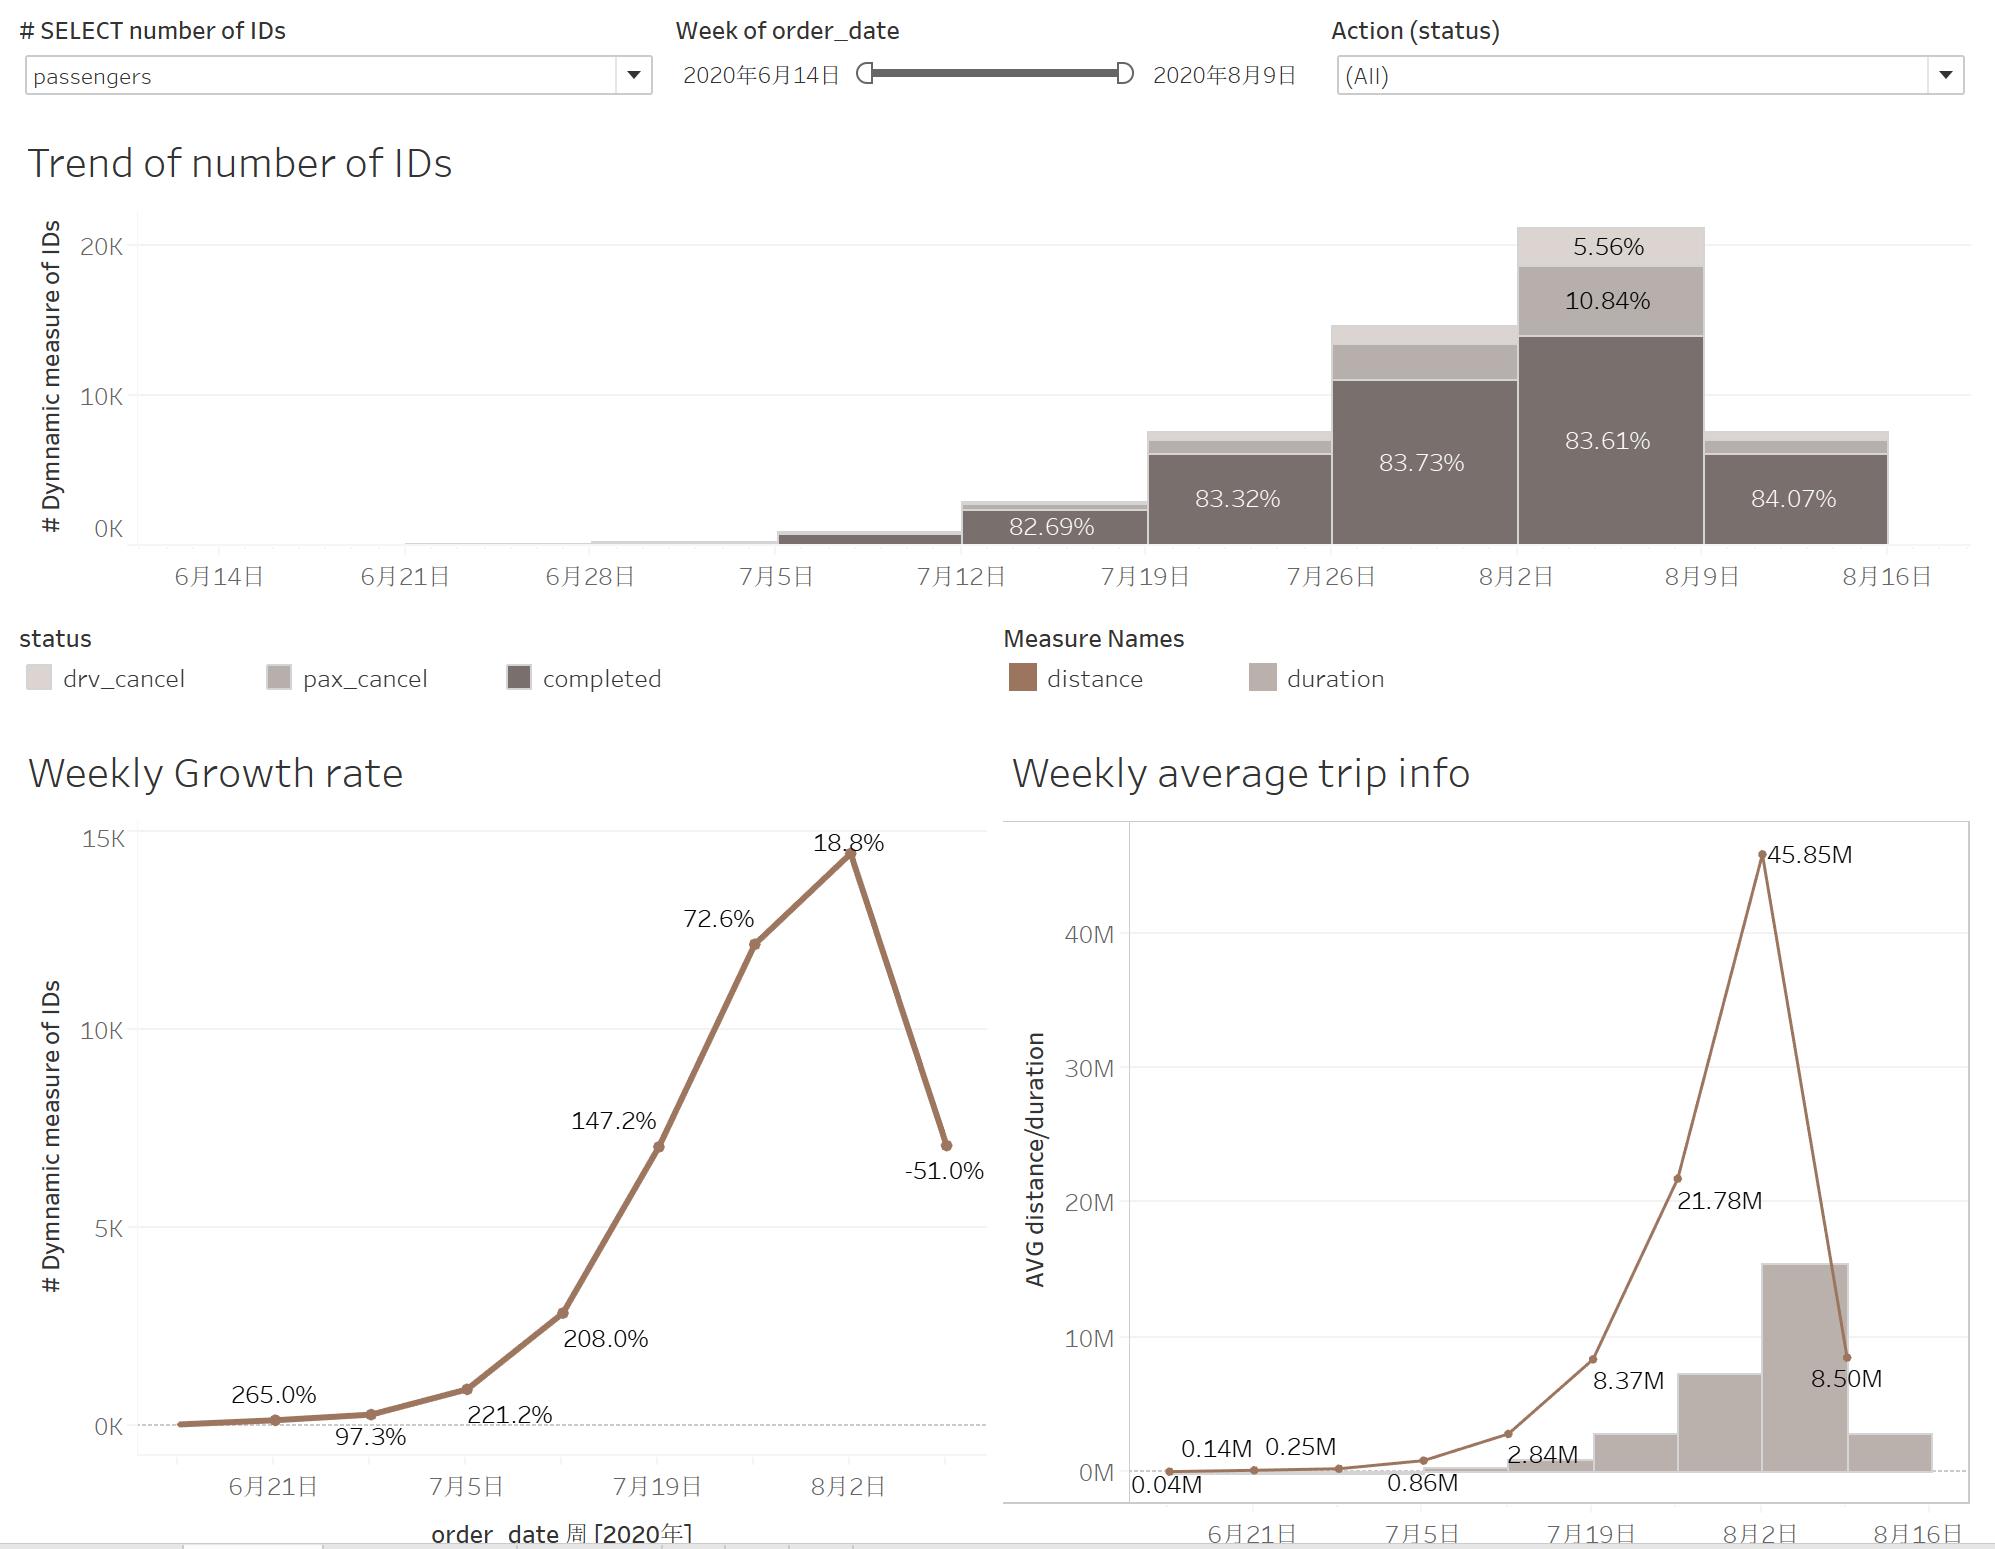 # SELECT number of IDs
Week of order_date
Action (status)
passengers
2020年6月14日
2020年8月9日
(All)
Trend of number of IDs
# Dymnamic measure of IDs
20K
10K
0K
5.56%
10.84%
83.61%
83.73%
83.32%
82.69%
84.07%
6月14日
6月21日
6月28日
7月5日
7月12日
7月19日
7月26日
8月2日
8月9日
8月16日
status
drv_cancel
pax_cancel
completed
Measure Names
distance
duration
Weekly Growth rate
# Dymnamic measure of IDs
15K
10K
5K
0K
265.0%
97.3%
221.2%
208.0%
147.2%
72.6%
18.8%
-51.0%
6月21日
7月5日
7月19日
8月2日
order_date 周 [2020年]
Weekly average trip info
AVG distance/duration
40M
30M
20M
10M
0M
0.04M
0.14M
0.25M
0.86M
2.84M
8.37M
21.78M
45.85M
8.50M
6月21日
7月5日
7月19日
8月2日
8月16日